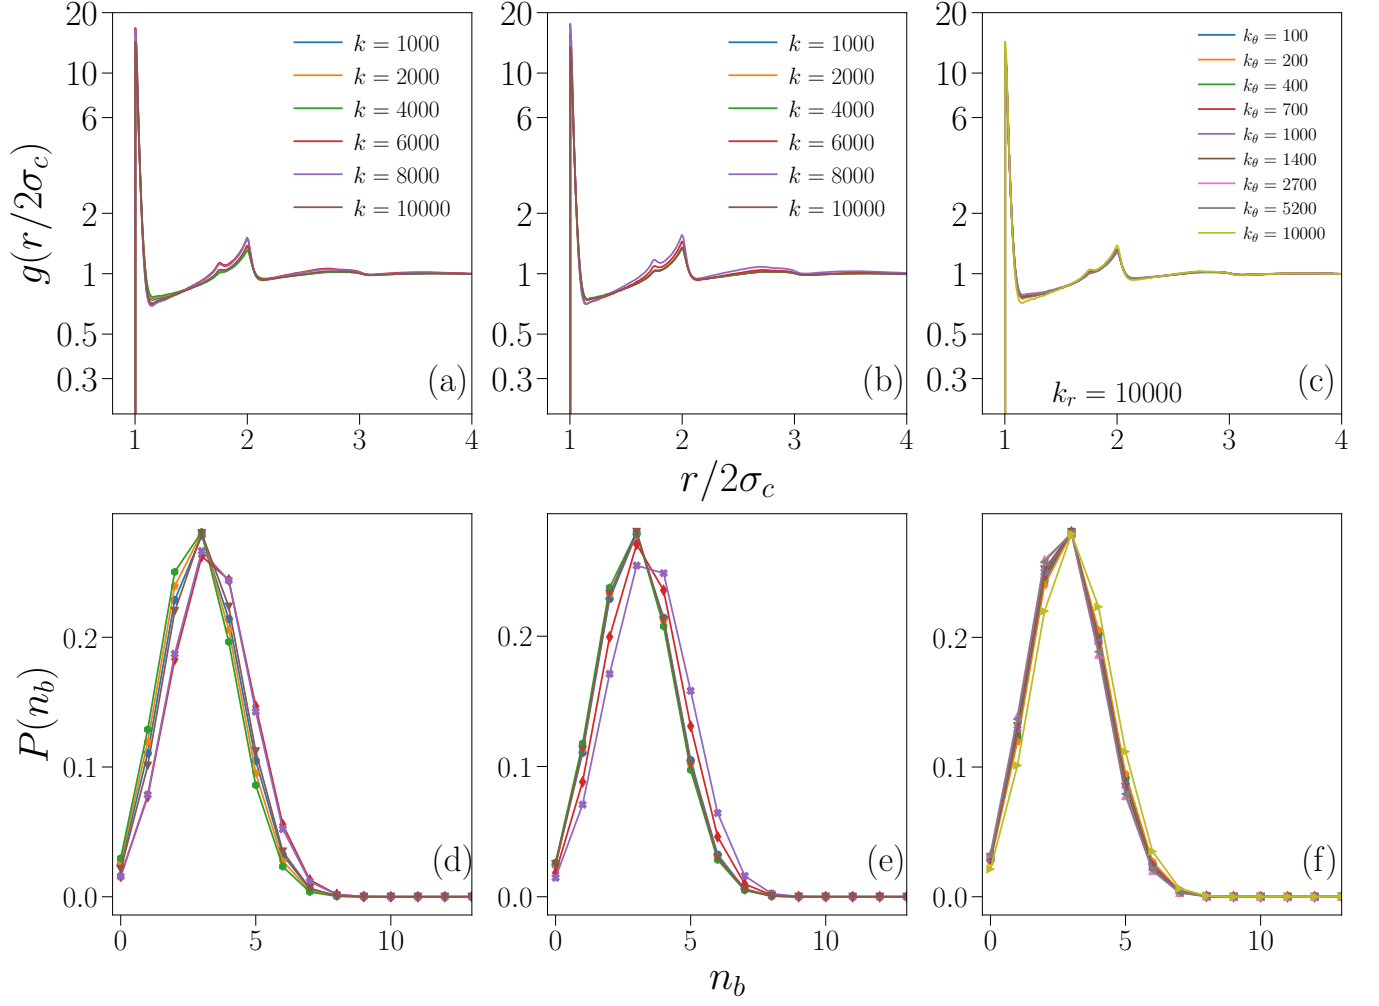 g(r/2σ_c)
20
10
6
2
1
0.5
0.3
k = 1000
k = 2000
k = 4000
k = 6000
k = 8000
k = 10000
(a)
1 2 3 4
20
10
6
2
1
0.5
0.3
k = 1000
k = 2000
k = 4000
k = 6000
k = 8000
k = 10000
(b)
1 2 3 4
20
10
6
2
1
0.5
0.3
k_θ = 100
k_θ = 200
k_θ = 400
k_θ = 700
k_θ = 1000
k_θ = 1400
k_θ = 2700
k_θ = 5200
k_θ = 10000
k_r = 10000
(c)
1 2 3 4
r/2σ_c
P(n_b)
0.2
0.1
0.0
(d)
0 5 10
0.2
0.1
0.0
(e)
0 5 10
0.2
0.1
0.0
(f)
0 5 10
n_b